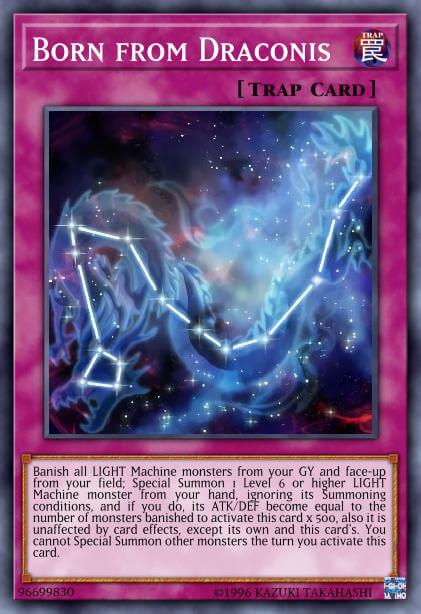 Born from Draconis
TRAP
罠
[Trap Card]
Banish all LIGHT Machine monsters from your GY and face-up
from your field; Special Summon 1 Level 6 or higher LIGHT
Machine monster from your hand, ignoring its Summoning
conditions, and if you do, its ATK/DEF become equal to the
number of monsters banished to activate this card x 500, also it is
unaffected by card effects, except its own and this card's. You
cannot Special Summon other monsters the turn you activate this
card.
96699830
©1996 KAZUKI TAKAHASHI